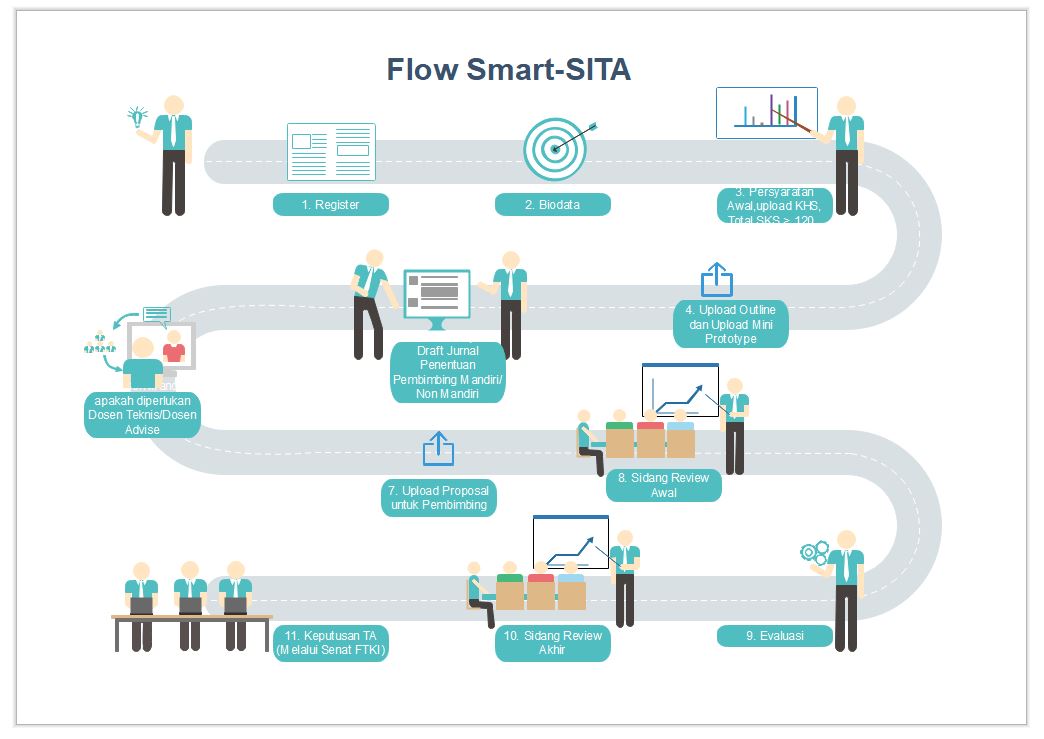 Flow Smart-SITA
1. Register
2. Biodata
3. Persyaratan
Awal,upload KHS,
Total SKS > 120
4. Upload Outline
dan Upload Mini
Prototype
Draft Jurnal
Penentuan
Pembimbing Mandiri/
Non Mandiri
apakah diperlukan
Dosen Teknis/Dosen
Advise
7. Upload Proposal
untuk Pembimbing
8. Sidang Review
Awal
9. Evaluasi
10. Sidang Review
Akhir
11. Keputusan TA
(Melalui Senat FTKI)